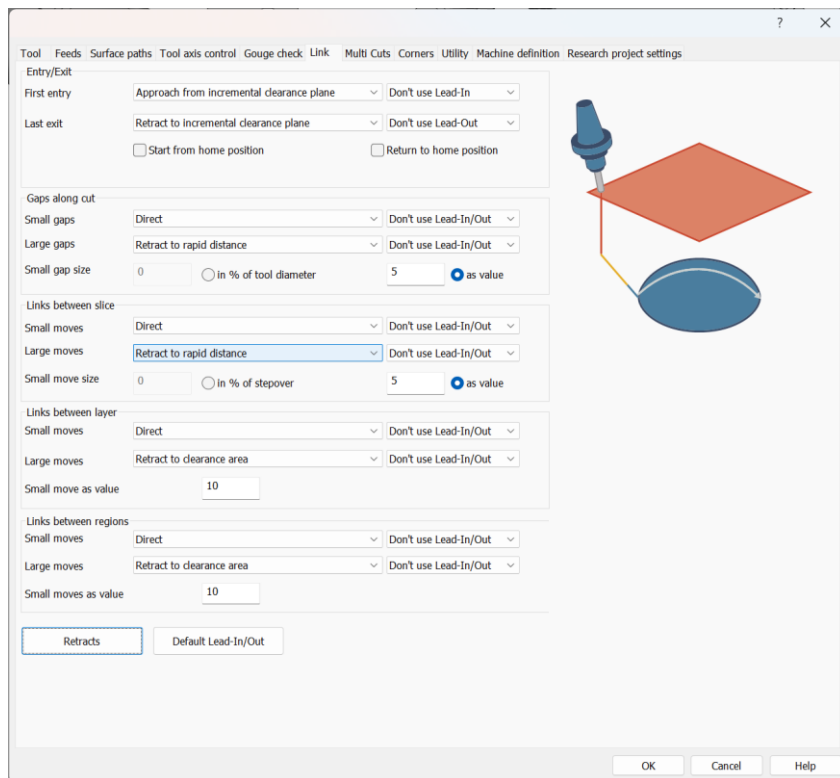 ?
Tool Feeds Surface paths Tool axis control Gouge check Link Multi Cuts Corners Utility Machine definition Research project settings
Entry/Exit
First entry Approach from incremental clearance plane Don't use Lead-In
Last exit Retract to incremental clearance plane Don't use Lead-Out
Start from home position Return to home position
Gaps along cut
Small gaps Direct Don't use Lead-In/Out
Large gaps Retract to rapid distance Don't use Lead-In/Out
Small gap size 0 in % of tool diameter 5 as value
Links between slice
Small moves Direct Don't use Lead-In/Out
Large moves Retract to rapid distance Don't use Lead-In/Out
Small move size 0 in % of stepover 5 as value
Links between layer
Small moves Direct Don't use Lead-In/Out
Large moves Retract to clearance area Don't use Lead-In/Out
Small move as value 10
Links between regions
Small moves Direct Don't use Lead-In/Out
Large moves Retract to clearance area Don't use Lead-In/Out
Small moves as value 10
Retracts Default Lead-In/Out
OK Cancel Help